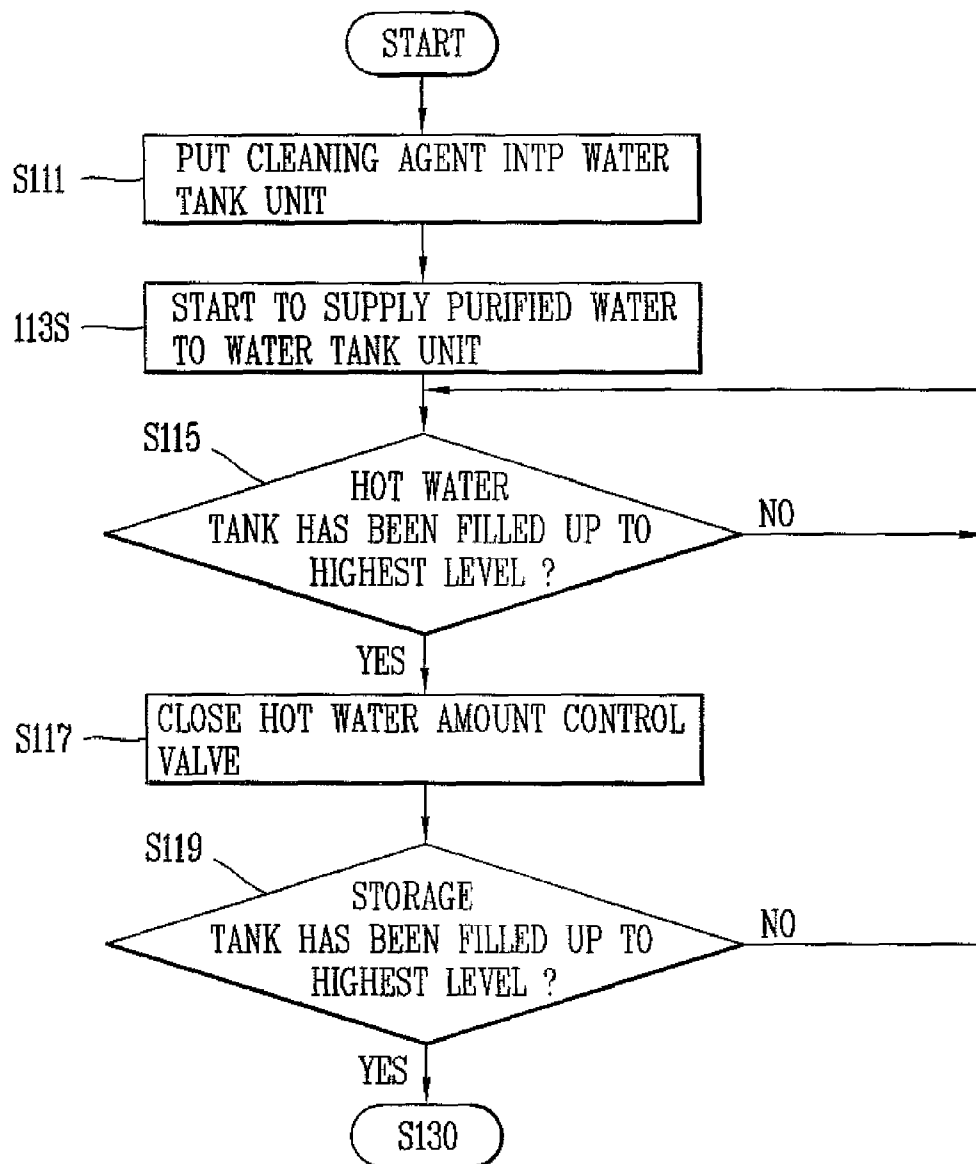 START
S111
PUT CLEANING AGENT INTP WATER
TANK UNIT
113S
START TO SUPPLY PURIFIED WATER
TO WATER TANK UNIT
S115
HOT WATER
TANK HAS BEEN FILLED UP TO
HIGHEST LEVEL ?
NO
YES
S117
CLOSE HOT WATER AMOUNT CONTROL
VALVE
S119
STORAGE
TANK HAS BEEN FILLED UP TO
HIGHEST LEVEL ?
NO
YES
S130